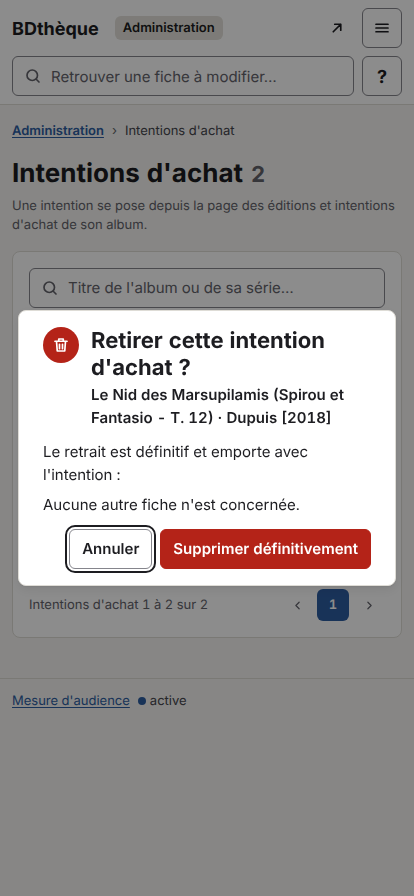 BDthèque Administration
Retrouver une fiche à modifier... ?
Administration › Intentions d'achat
Intentions d'achat 2
Une intention se pose depuis la page des éditions et intentions
d'achat de son album.
Titre de l'album ou de sa série...
Retirer cette intention
d'achat ?
Le Nid des Marsupilamis (Spirou et
Fantasio - T. 12) · Dupuis [2018]
Le retrait est définitif et emporte avec
l'intention :
Aucune autre fiche n'est concernée.
Annuler Supprimer définitivement
Intentions d'achat 1 à 2 sur 2 ‹ 1 ›
Mesure d'audience active